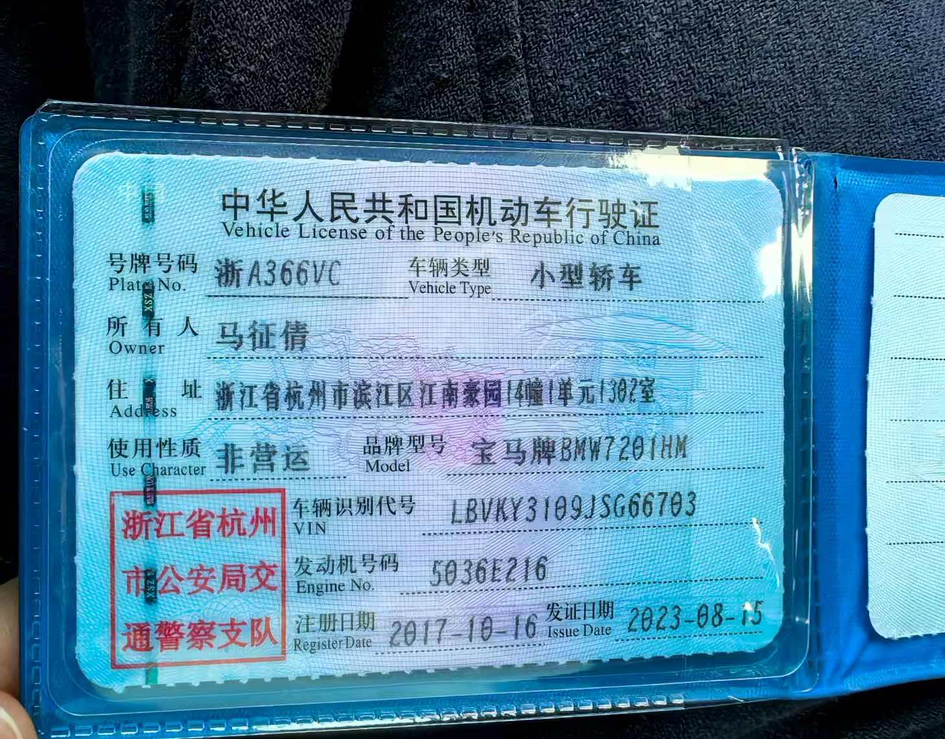 中华人民共和国机动车行驶证
Vehicle License of the People's Republic of China
号牌号码 浙A366VC 车辆类型 小型轿车
Plate No. Vehicle Type
所有人 马征倩
Owner
住址 浙江省杭州市滨江区江南豪园14幢1单元1302室
Address
使用性质 非营运 品牌型号 宝马牌BMW7201HM
Use Character Model
浙江省杭州
市公安局交
通警察支队
车辆识别代号 LBVKY3109JSG66703
VIN
发动机号码 5036E216
Engine No.
注册日期 2017-10-16 发证日期 2023-08-15
Register Date Issue Date